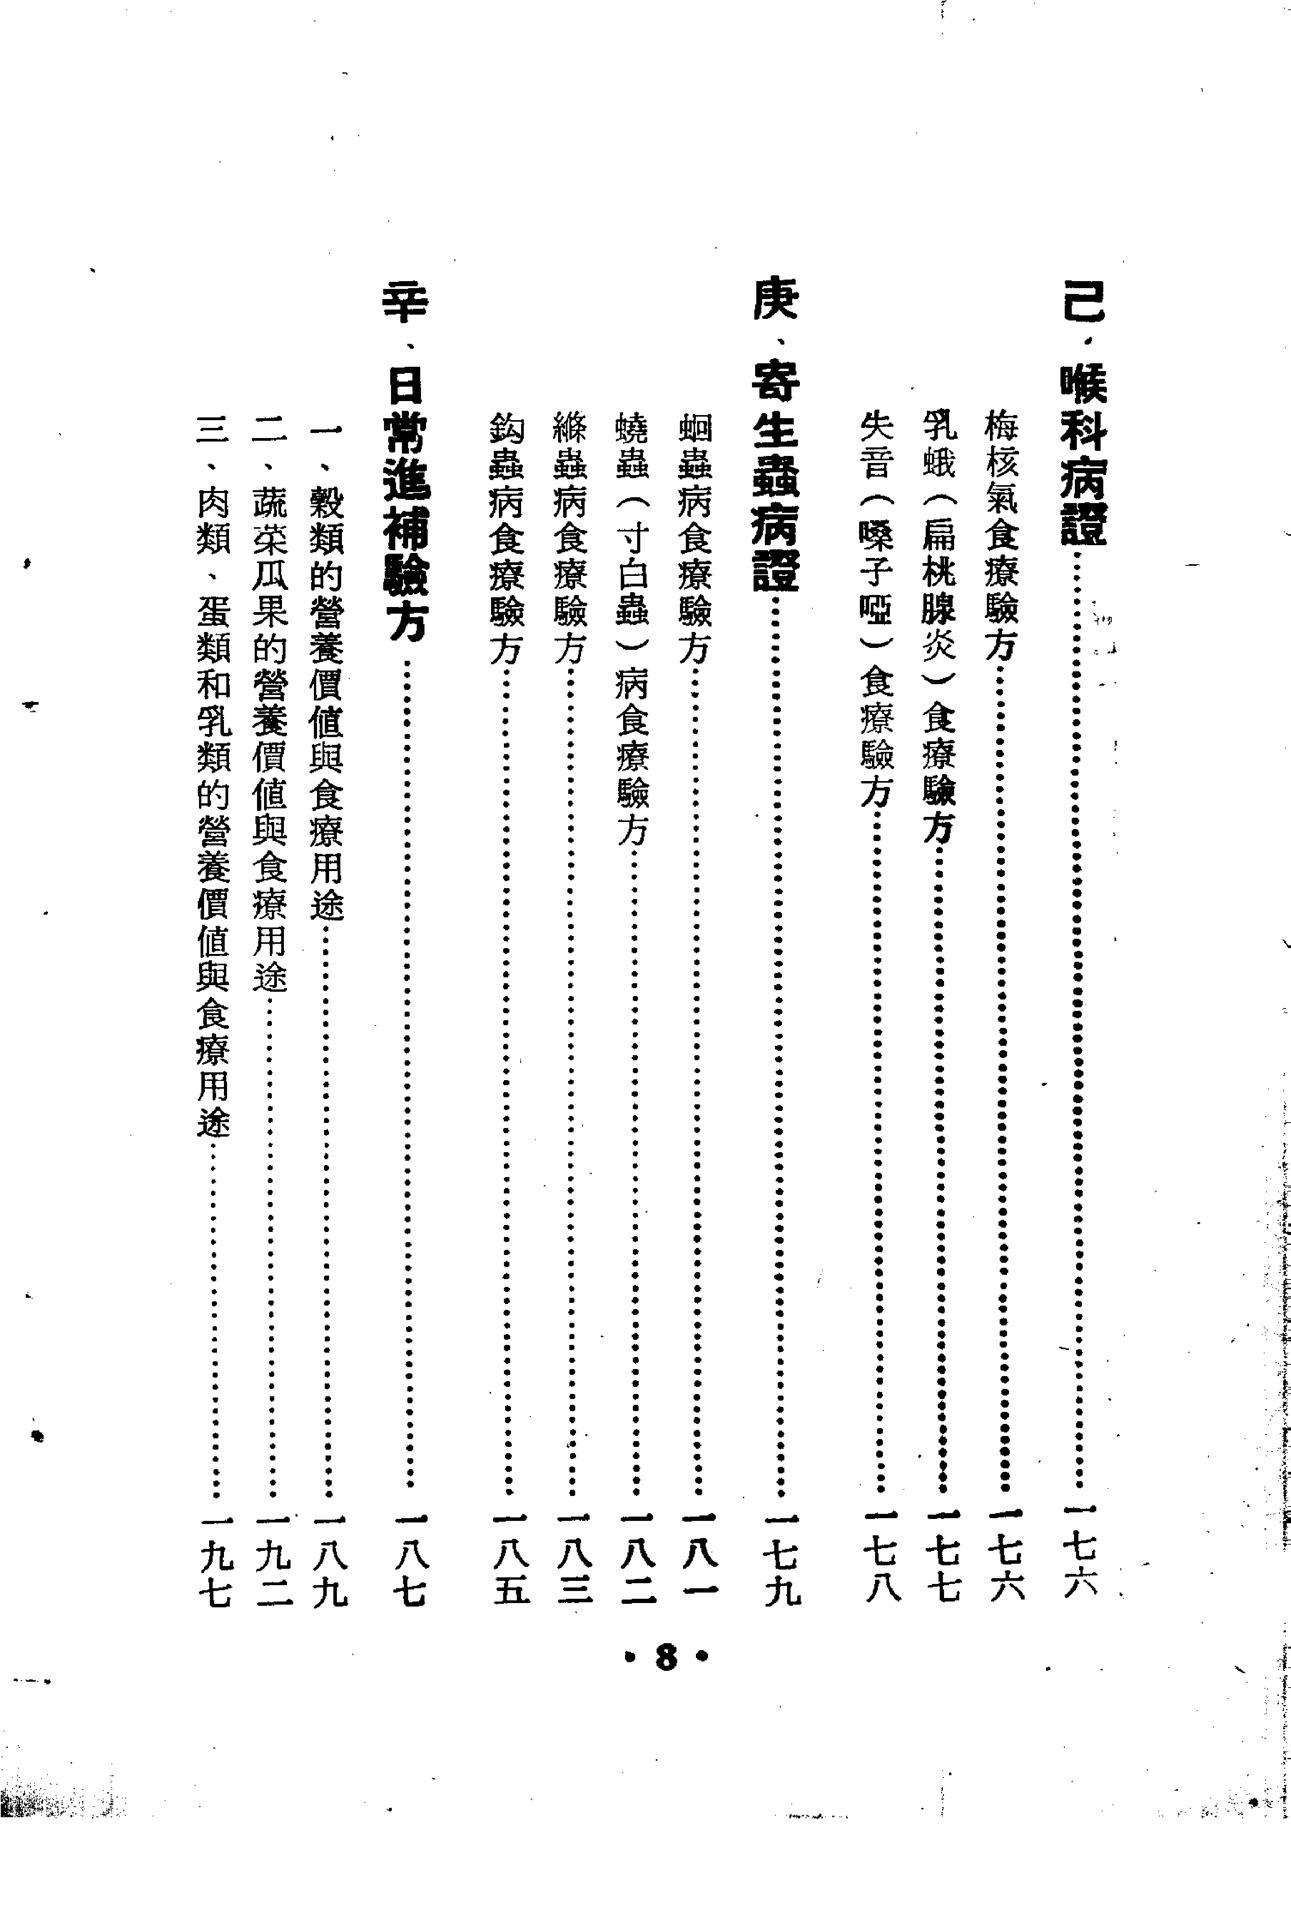 己、喉科病證……一七六
梅核氣食療驗方……一七六
乳蛾（扁桃腺炎）食療驗方……一七七
失音（嗓子啞）食療驗方……一七八
庚、寄生蟲病證……一七九
蛔蟲病食療驗方……一八一
蟯蟲（寸白蟲）病食療驗方……一八二
縧蟲病食療驗方……一八三
鈎蟲病食療驗方……一八五
辛、日常進補驗方……一八七
一、穀類的營養價値與食療用途……一八九
二、蔬菜瓜果的營養價値與食療用途……一九二
三、肉類、蛋類和乳類的營養價値與食療用途……一九七
• 8 •